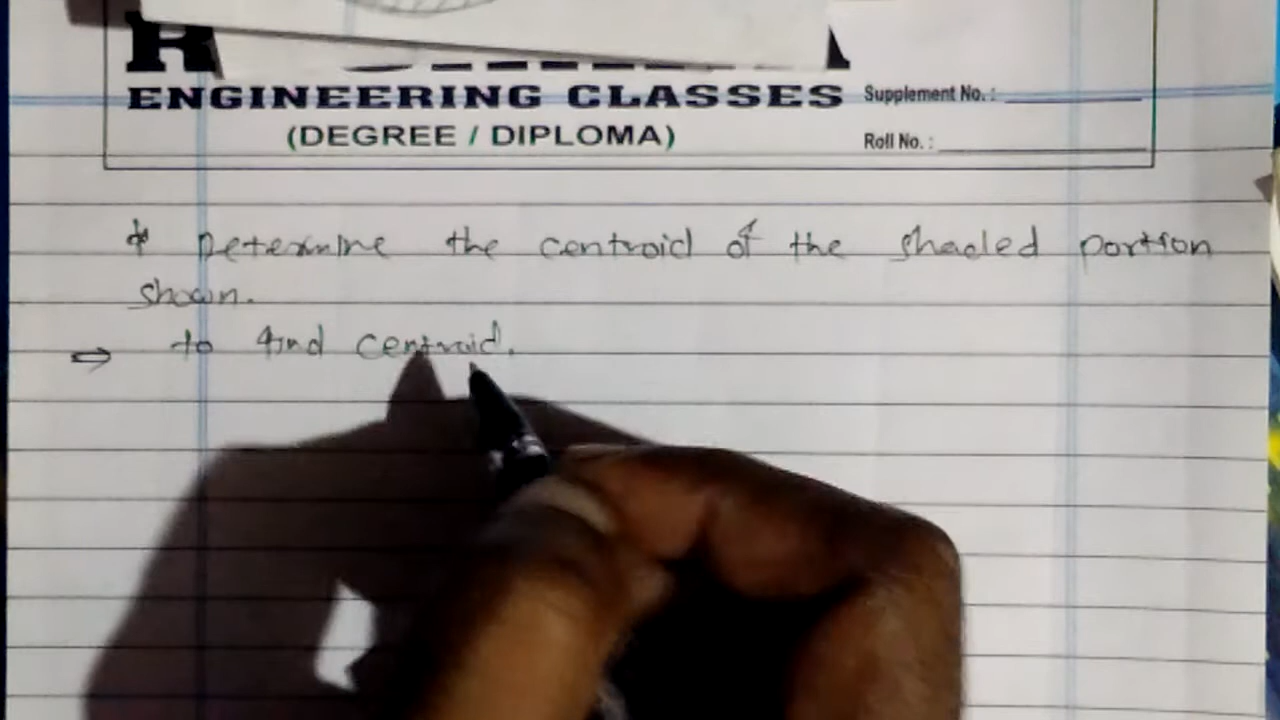 ENGINEERING CLASSES
(DEGREE / DIPLOMA)
Supplement No. :
Roll No. :
* Determine the centroid of the shaded portion
shown.
⇒ to find centroid.